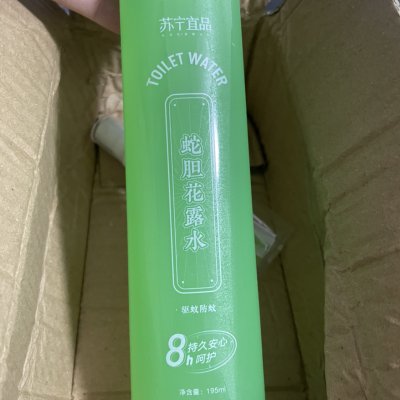 苏宁宜品
TOILET WATER
蛇胆花露水
·驱蚊防蚊·
8h 持久安心
呵护
净含量：195ml